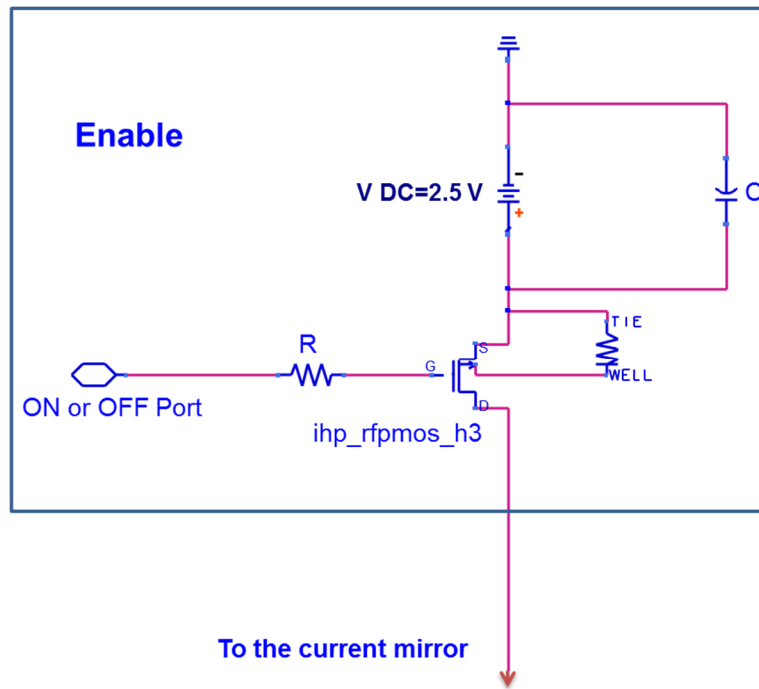 Enable
-
V DC=2.5 V
C
+
TIE
R
S
G
WELL
ON or OFF Port
D
ihp_rfpmos_h3
To the current mirror